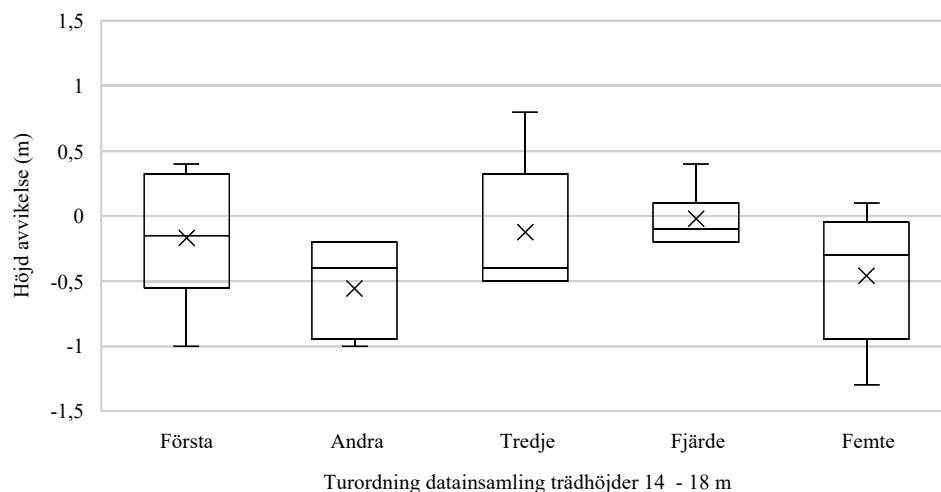 1,5
1
0,5
0
-0,5
-1
-1,5
Höjd avvikelse (m)
Första Andra Tredje Fjärde Femte
Turordning datainsamling trädhöjder 14 - 18 m